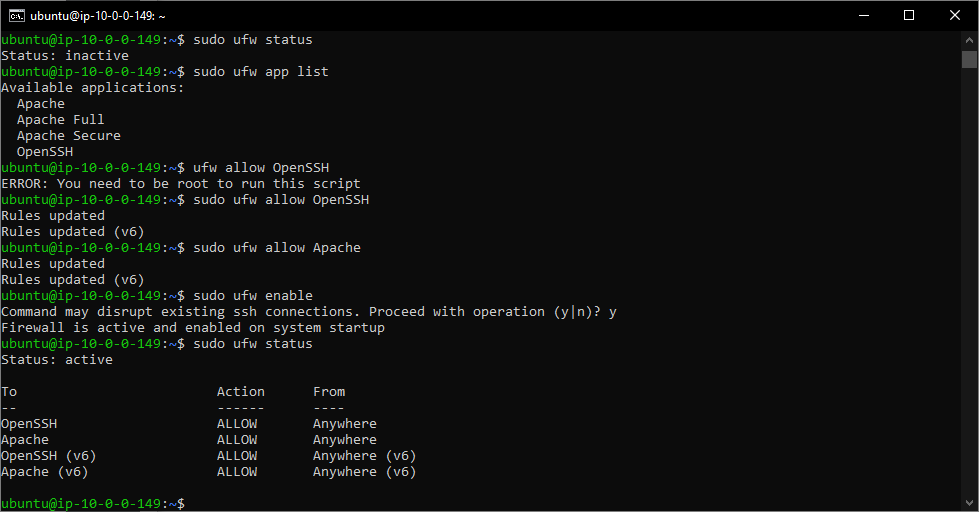 ubuntu@ip-10-0-0-149: ~
ubuntu@ip-10-0-0-149:~$ sudo ufw status
Status: inactive
ubuntu@ip-10-0-0-149:~$ sudo ufw app list
Available applications:
  Apache
  Apache Full
  Apache Secure
  OpenSSH
ubuntu@ip-10-0-0-149:~$ ufw allow OpenSSH
ERROR: You need to be root to run this script
ubuntu@ip-10-0-0-149:~$ sudo ufw allow OpenSSH
Rules updated
Rules updated (v6)
ubuntu@ip-10-0-0-149:~$ sudo ufw allow Apache
Rules updated
Rules updated (v6)
ubuntu@ip-10-0-0-149:~$ sudo ufw enable
Command may disrupt existing ssh connections. Proceed with operation (y|n)? y
Firewall is active and enabled on system startup
ubuntu@ip-10-0-0-149:~$ sudo ufw status
Status: active

To                         Action      From
--                         ------      ----
OpenSSH                    ALLOW       Anywhere
Apache                     ALLOW       Anywhere
OpenSSH (v6)               ALLOW       Anywhere (v6)
Apache (v6)                ALLOW       Anywhere (v6)

ubuntu@ip-10-0-0-149:~$